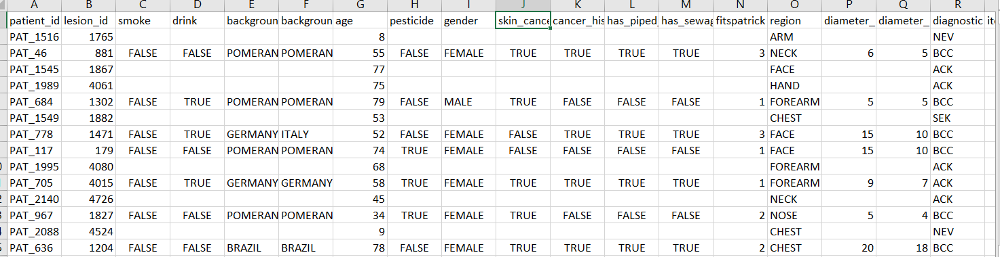 A B C D E F G H I J K L M N O P Q R
patient_id lesion_id smoke drink backgroun backgroun age pesticide gender skin_cance cancer_his has_piped_ has_sewag fitspatrick region diameter_ diameter_ diagnostic ite
PAT_1516 1765 8 ARM NEV
PAT_46 881 FALSE FALSE POMERAN POMERAN 55 FALSE FEMALE TRUE TRUE TRUE TRUE 3 NECK 6 5 BCC
PAT_1545 1867 77 FACE ACK
PAT_1989 4061 75 HAND ACK
PAT_684 1302 FALSE TRUE POMERAN POMERAN 79 FALSE MALE TRUE FALSE FALSE FALSE 1 FOREARM 5 5 BCC
PAT_1549 1882 53 CHEST SEK
PAT_778 1471 FALSE TRUE GERMANY ITALY 52 FALSE FEMALE FALSE TRUE TRUE TRUE 3 FACE 15 10 BCC
PAT_117 179 FALSE FALSE POMERAN POMERAN 74 TRUE FEMALE FALSE FALSE FALSE FALSE 1 FACE 15 10 BCC
PAT_1995 4080 68 FOREARM ACK
PAT_705 4015 FALSE TRUE GERMANY GERMANY 58 TRUE FEMALE TRUE TRUE TRUE TRUE 1 FOREARM 9 7 ACK
PAT_2140 4726 45 NECK ACK
PAT_967 1827 FALSE FALSE POMERAN POMERAN 34 TRUE FEMALE TRUE FALSE FALSE FALSE 2 NOSE 5 4 BCC
PAT_2088 4524 9 CHEST NEV
PAT_636 1204 FALSE FALSE BRAZIL BRAZIL 78 FALSE FEMALE TRUE TRUE TRUE TRUE 2 CHEST 20 18 BCC